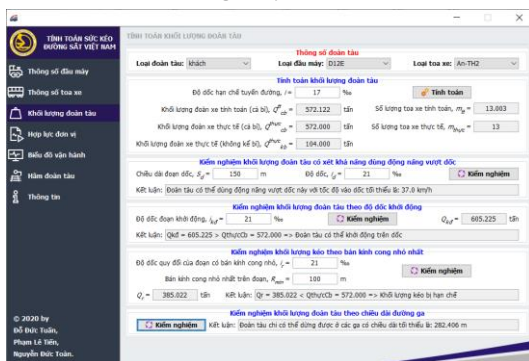 TÍNH TOÁN SỨC KÉO
ĐƯỜNG SẮT VIỆT NAM
Thông số đầu máy
Thông số toa xe
Khối lượng đoàn tàu
Hợp lực đơn vị
Biểu đồ vận hành
Hãm đoàn tàu
Thông tin
© 2020 by
Đỗ Đức Tuấn,
Phạm Lê Tiến,
Nguyễn Đức Toàn.
TÍNH TOÁN KHỐI LƯỢNG ĐOÀN TÀU
Thông số đoàn tàu
Loại đoàn tàu: khách Loại đầu máy: D12E Loại toa xe: An-TH2
Tính toán khối lượng đoàn tàu
Độ dốc hạn chế tuyến đường, i= 17 ‰ Tính toán
Khối lượng đoàn xe tính toán (cả bì), Q = 572.122 tấn Số lượng toa xe tính toán, m = 13.003
Khối lượng đoàn xe thực tế (cả bì), Q = 572.000 tấn Số lượng toa xe thực tế, m = 13
Khối lượng đoàn xe thực tế (không kể bì), Q = 104.000 tấn
Kiểm nghiệm khối lượng đoàn tàu có xét khả năng dùng động năng vượt dốc
Chiều dài đoạn dốc, S = 150 m Độ dốc, i = 21 ‰ Kiểm nghiệm
Kết luận: Đoàn tàu có thể dùng động năng vượt dốc này với tốc độ vào dốc tối thiểu là: 37.0 km/h
Kiểm nghiệm khối lượng đoàn tàu theo độ dốc khởi động
Độ dốc đoạn khởi động, i = 21 ‰ Kiểm nghiệm Q = 605.225 tấn
Kết luận: Qkđ = 605.225 > QthựcCb = 572.000 => Đoàn tàu có thể khởi động trên dốc
Kiểm nghiệm khối lượng kéo theo bán kính cong nhỏ nhất
Độ dốc quy đổi của đoạn có bán kính cong nhỏ, i = 21 ‰
Kiểm nghiệm
Bán kính cong nhỏ nhất trên đoạn, R = 100 m
Q = 385.022 tấn Kết luận: Qr = 385.022 < QthựcCb = 572.000 => Khối lượng kéo bị hạn chế
Kiểm nghiệm khối lượng đoàn tàu theo chiều dài đường ga
Kiểm nghiệm Kết luận: Đoàn tàu chỉ có thể dừng được ở các ga có chiều dài tối thiểu là: 282.406 m